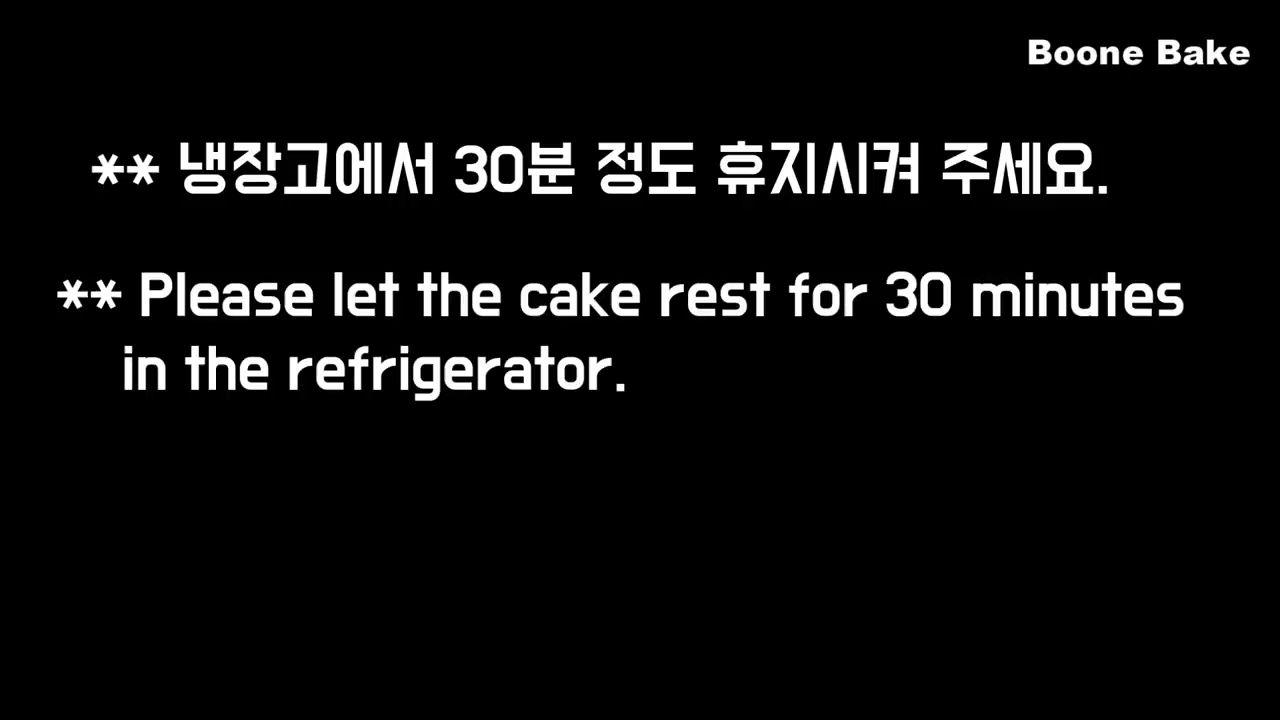 Boone Bake
** 냉장고에서 30분 정도 휴지시켜 주세요.
** Please let the cake rest for 30 minutes
in the refrigerator.